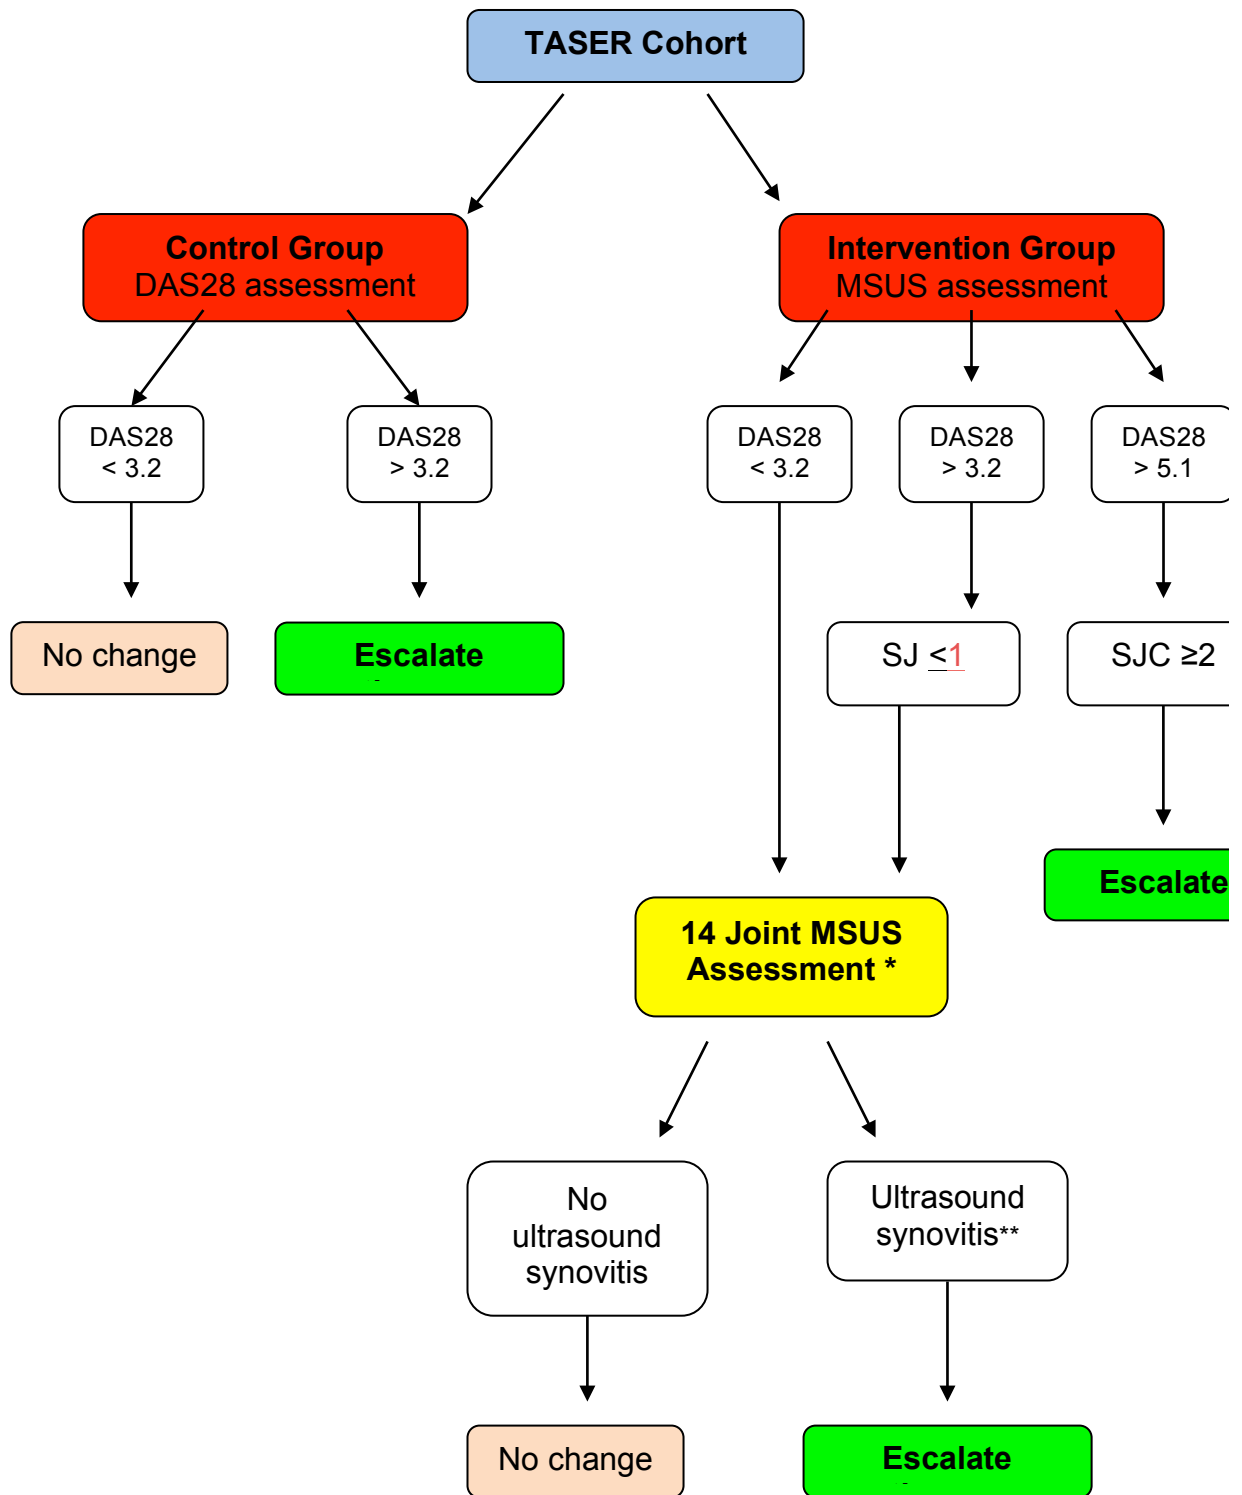 TASER Cohort
Control Group
DAS28 assessment
Intervention Group
MSUS assessment
DAS28
< 3.2
DAS28
> 3.2
DAS28
< 3.2
DAS28
> 3.2
DAS28
> 5.1
No change
Escalate
SJ <1
SJC ≥2
Escalate
14 Joint MSUS
Assessment *
No
ultrasound
synovitis
Ultrasound
synovitis**
No change
Escalate